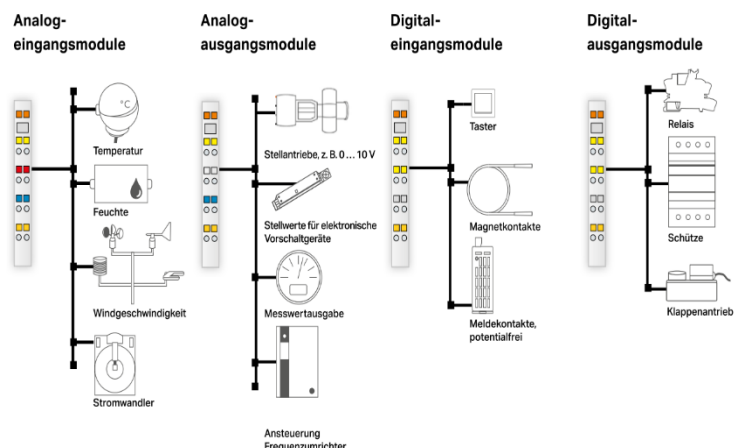 Analog-
eingangsmodule
°C
Temperatur
Feuchte
Windgeschwindigkeit
Stromwandler
Analog-
ausgangsmodule
Stellantriebe, z. B. 0 ... 10 V
Stellwerte für elektronische
Vorschaltgeräte
Messwertausgabe
Ansteuerung
Frequenzumrichter
Digital-
eingangsmodule
Taster
Magnetkontakte
Meldekontakte,
potentialfrei
Digital-
ausgangsmodule
Relais
Schütze
Klappenantrieb